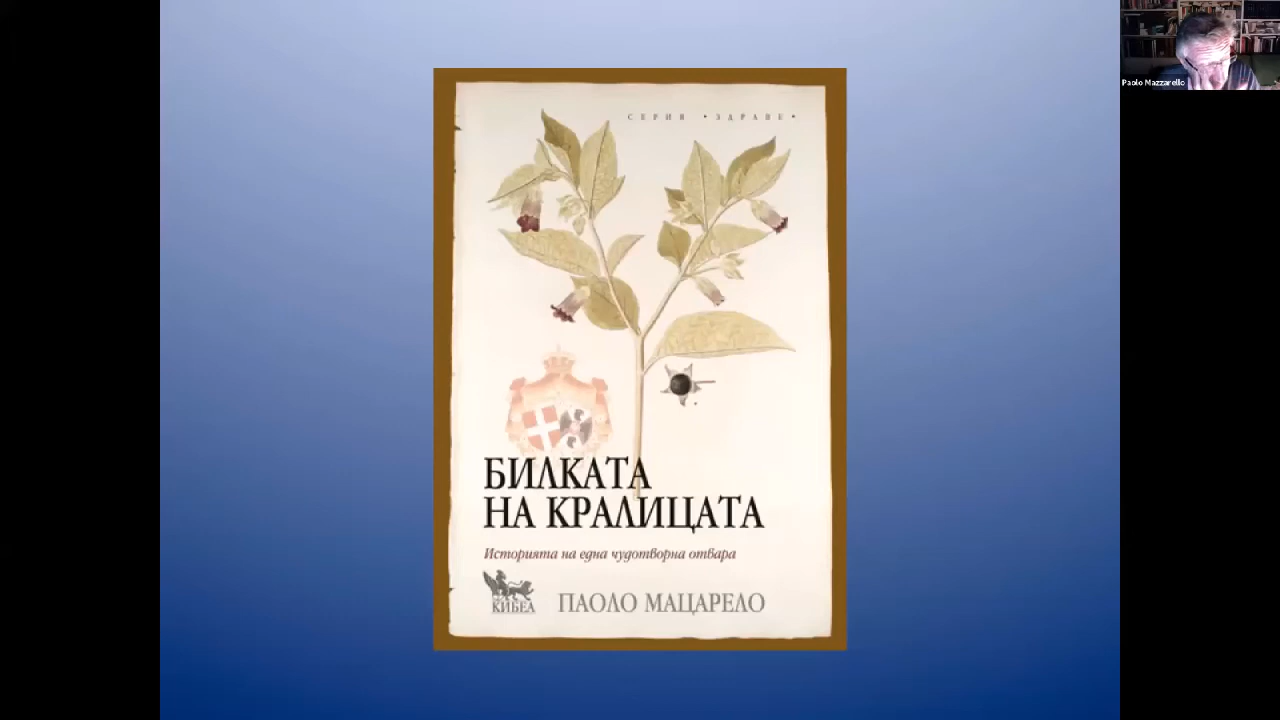 СЕРИЯ •ЗДРАВЕ•
БИЛКАТА
НА КРАЛИЦАТА
Историята на една чудотворна отвара
КИБЕА
ПАОЛО МАЦАРЕЛО
Paolo Mazzarello